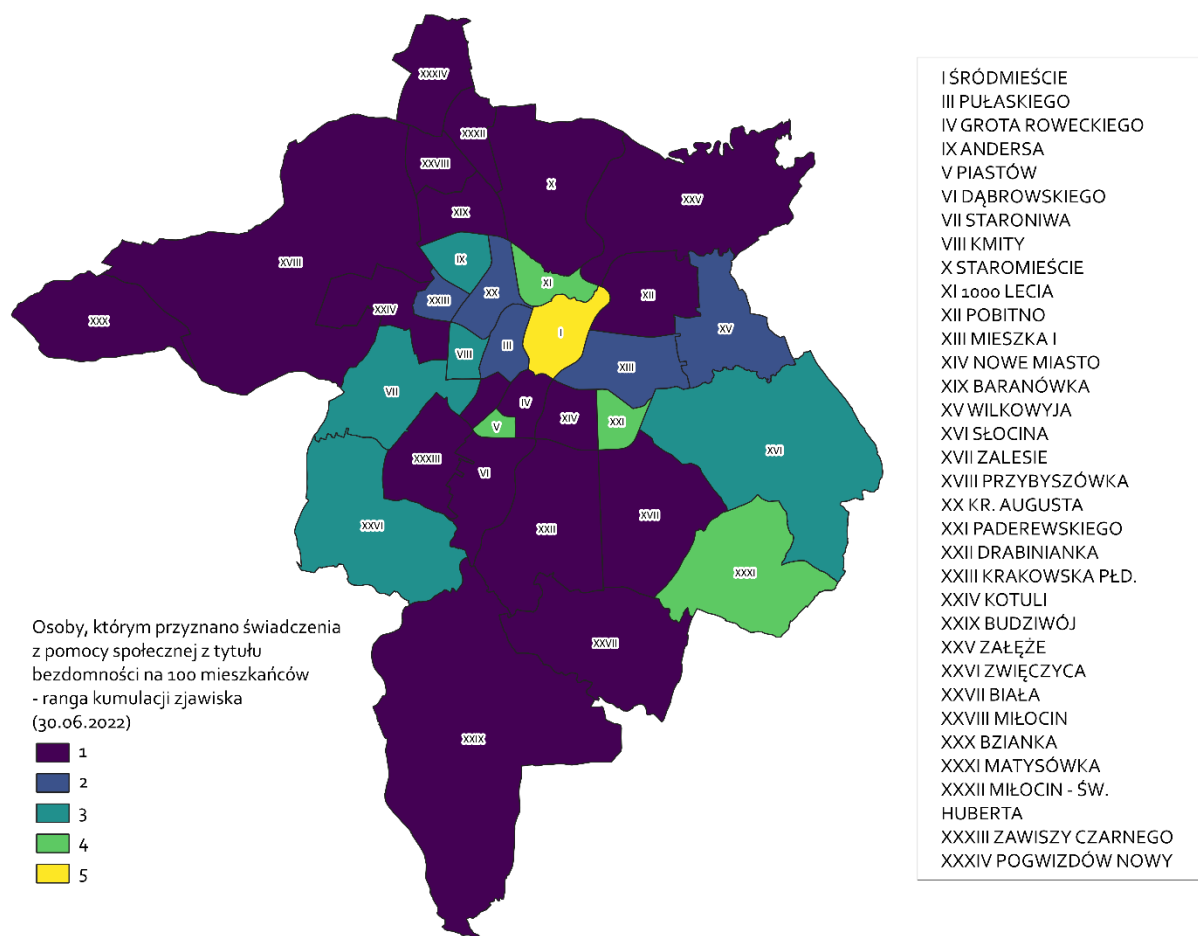 XXXIV
XXXII
XXVIII
X
XXV
XIX
IX
XVIII
XI
XX
XII
XXIII
XXIV
XXX
I
XV
III
VIII
XIII
VII
IV
XIV
XXI
V
XVI
XXXIII
VI
XXVI
XXII
XVII
XXXI
XXVII
XXIX
Osoby, którym przyznano świadczenia
z pomocy społecznej z tytułu
bezdomności na 100 mieszkańców
- ranga kumulacji zjawiska
(30.06.2022)
1
2
3
4
5
I ŚRÓDMIEŚCIE
III PUŁASKIEGO
IV GROTA ROWECKIEGO
IX ANDERSA
V PIASTÓW
VI DĄBROWSKIEGO
VII STARONIWA
VIII KMITY
X STAROMIEŚCIE
XI 1000 LECIA
XII POBITNO
XIII MIESZKA I
XIV NOWE MIASTO
XIX BARANÓWKA
XV WILKOWYJA
XVI SŁOCINA
XVII ZALESIE
XVIII PRZYBYSZÓWKA
XX KR. AUGUSTA
XXI PADEREWSKIEGO
XXII DRABINIANKA
XXIII KRAKOWSKA PŁD.
XXIV KOTULI
XXIX BUDZIWÓJ
XXV ZAŁĘŻE
XXVI ZWIĘCZYCA
XXVII BIAŁA
XXVIII MIŁOCIN
XXX BZIANKA
XXXI MATYSÓWKA
XXXII MIŁOCIN - ŚW.
HUBERTA
XXXIII ZAWISZY CZARNEGO
XXXIV POGWIZDÓW NOWY